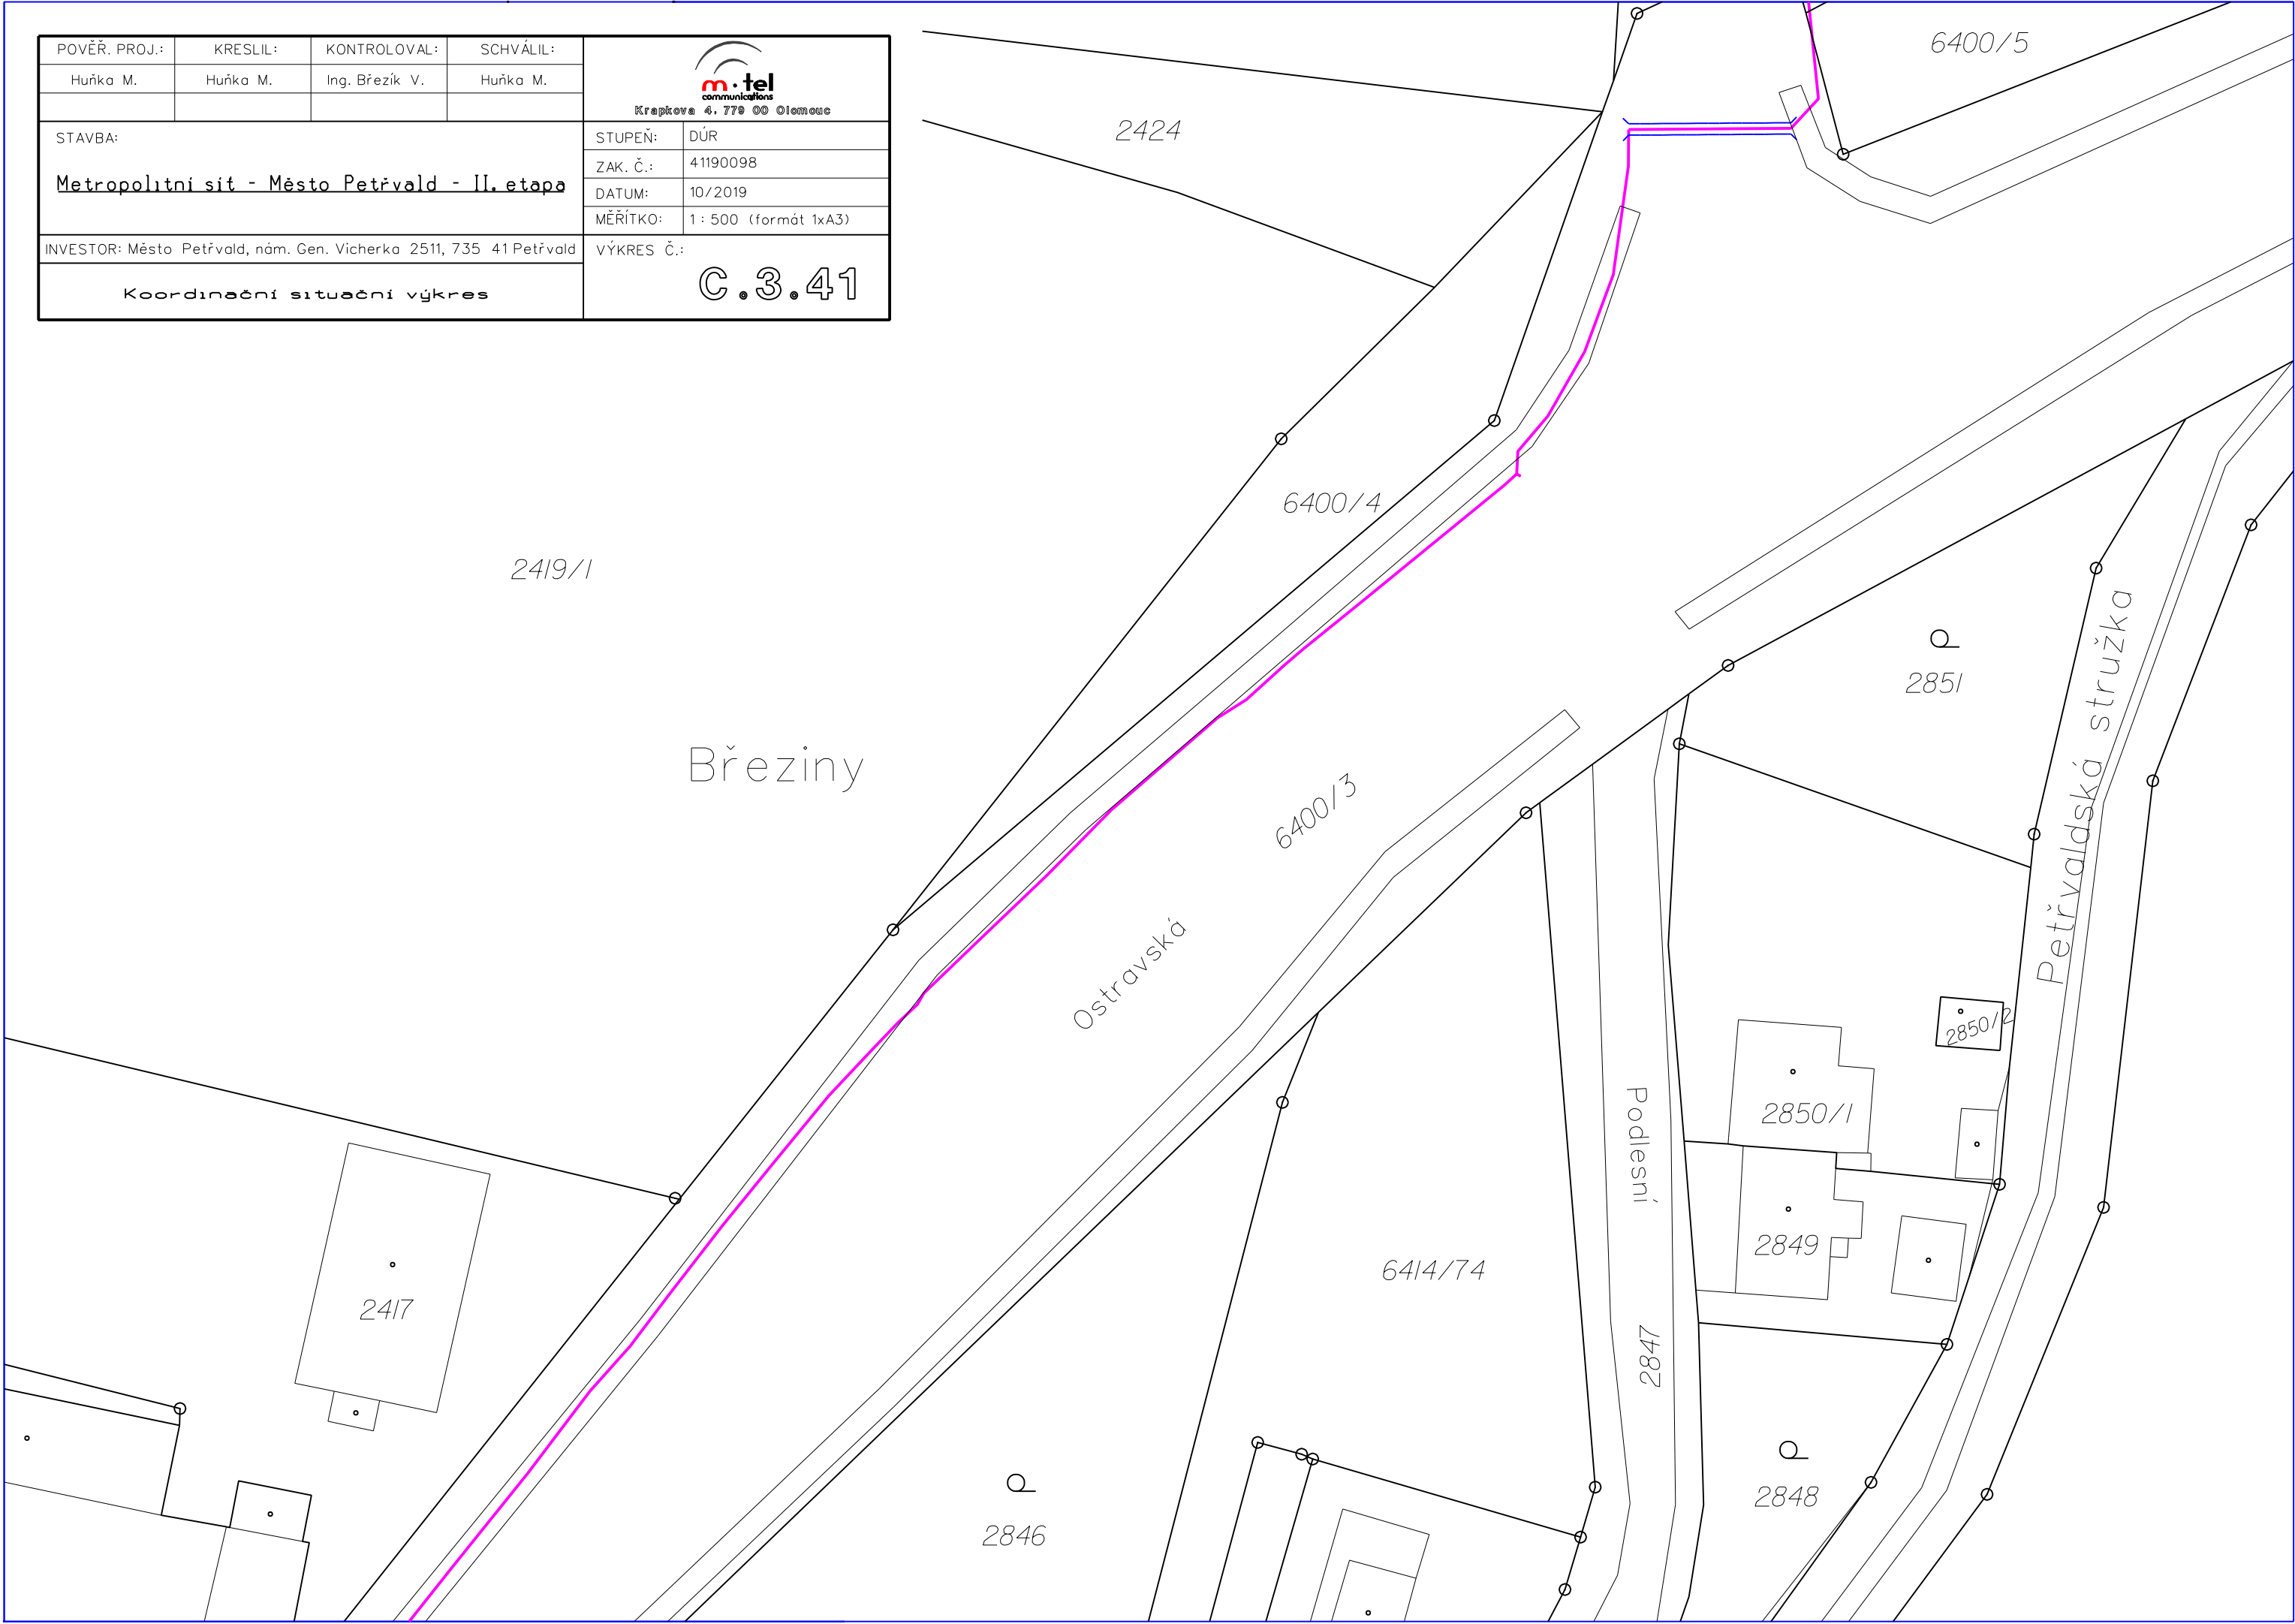 POVĚŘ. PROJ.: KRESLIL: KONTROLOVAL: SCHVÁLIL:
Huňka M. Huňka M. Ing. Březík V. Huňka M.
m·tel
communications
Krapkova 4, 779 00 Olomouc
STAVBA:
Metropolitní síť - Město Petřvald - II. etapa
STUPEŇ: DÚR
ZAK. Č.: 41190098
DATUM: 10/2019
MĚŘÍTKO: 1 : 500 (formát 1xA3)
INVESTOR: Město Petřvald, nám. Gen. Vicherka 2511, 735 41 Petřvald
VÝKRES Č.:
C.3.41
Koordinační situační výkres
6400/5
2424
6400/4
2419/1
2851
Petřvaldská stružka
Březiny
6400/3
Ostravská
2850/2
2850/1
Podlesní
2849
6414/74
2417
2847
2848
2846